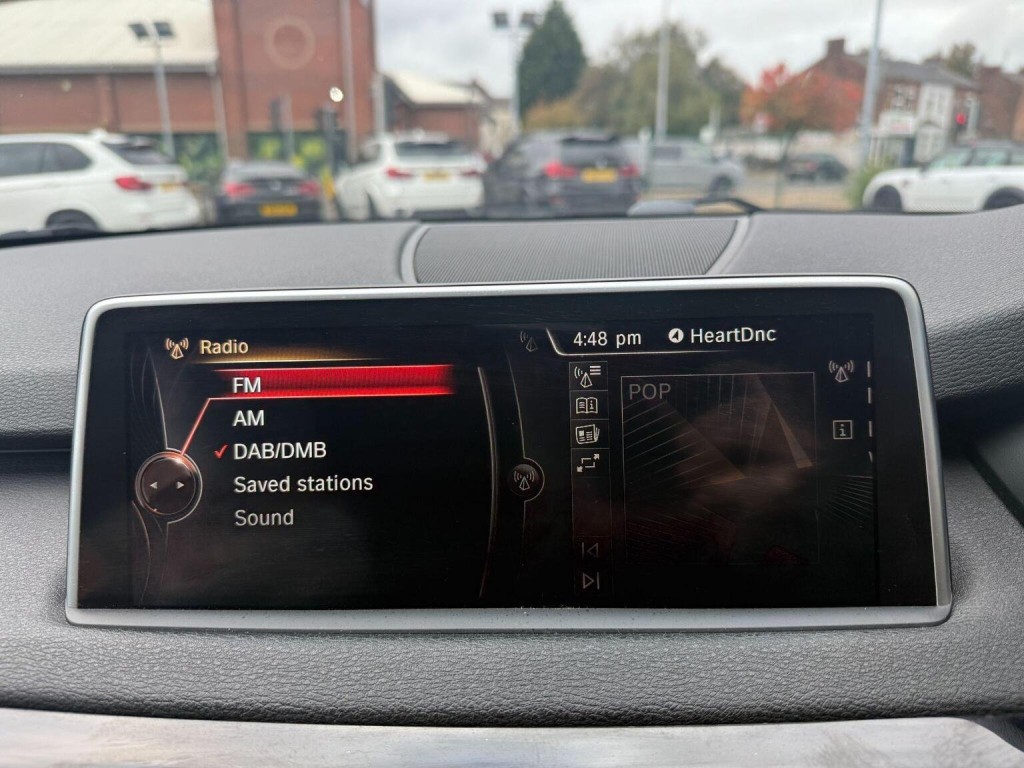 Radio
4:48 pm HeartDnc
FM
AM
DAB/DMB
Saved stations
Sound
POP